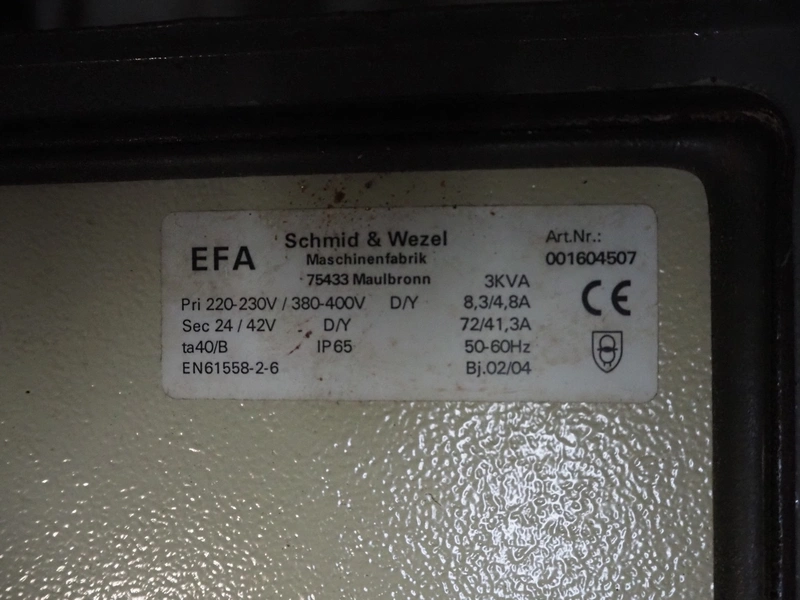 EFA Schmid & Wezel Art.Nr.:
Maschinenfabrik 001604507
75433 Maulbronn 3KVA
Pri 220-230V / 380-400V D/Y 8,3/4,8A CE
Sec 24 / 42V D/Y 72/41,3A
ta40/B IP65 50-60Hz
EN61558-2-6 Bj.02/04